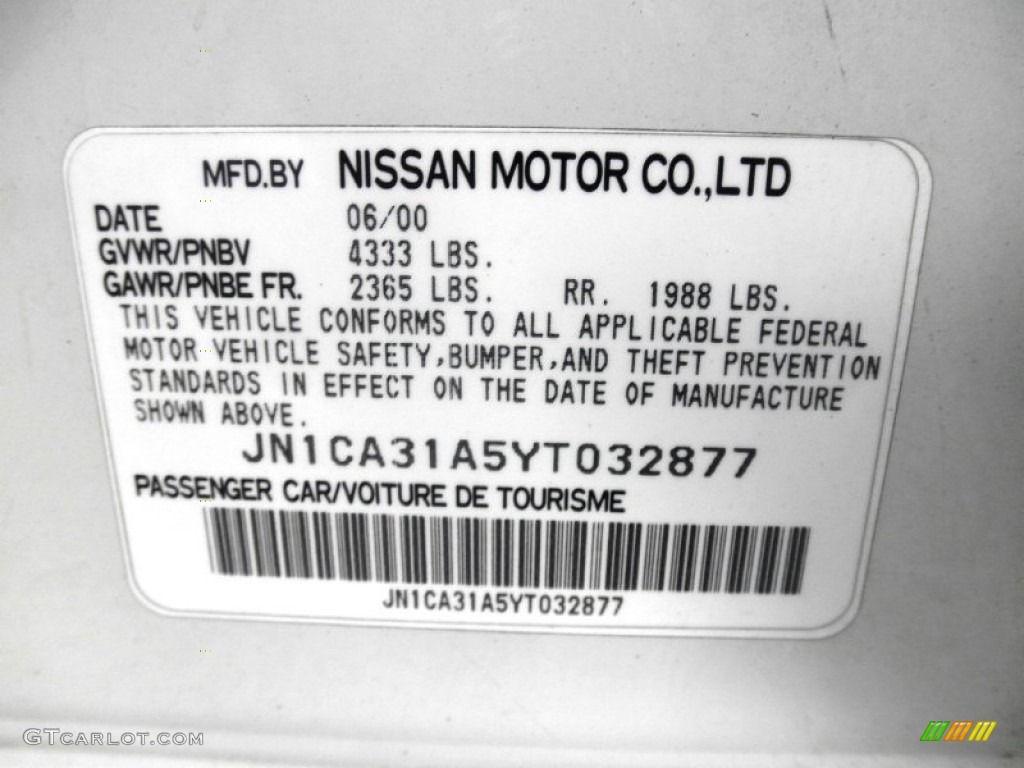 MFD.BY NISSAN MOTOR CO.,LTD
DATE 06/00
GVWR/PNBV 4333 LBS.
GAWR/PNBE FR. 2365 LBS. RR. 1988 LBS.
THIS VEHICLE CONFORMS TO ALL APPLICABLE FEDERAL
MOTOR VEHICLE SAFETY,BUMPER,AND THEFT PREVENTION
STANDARDS IN EFFECT ON THE DATE OF MANUFACTURE
SHOWN ABOVE.
JN1CA31A5YT032877
PASSENGER CAR/VOITURE DE TOURISME
JN1CA31A5YT032877
GTCARLOT.COM